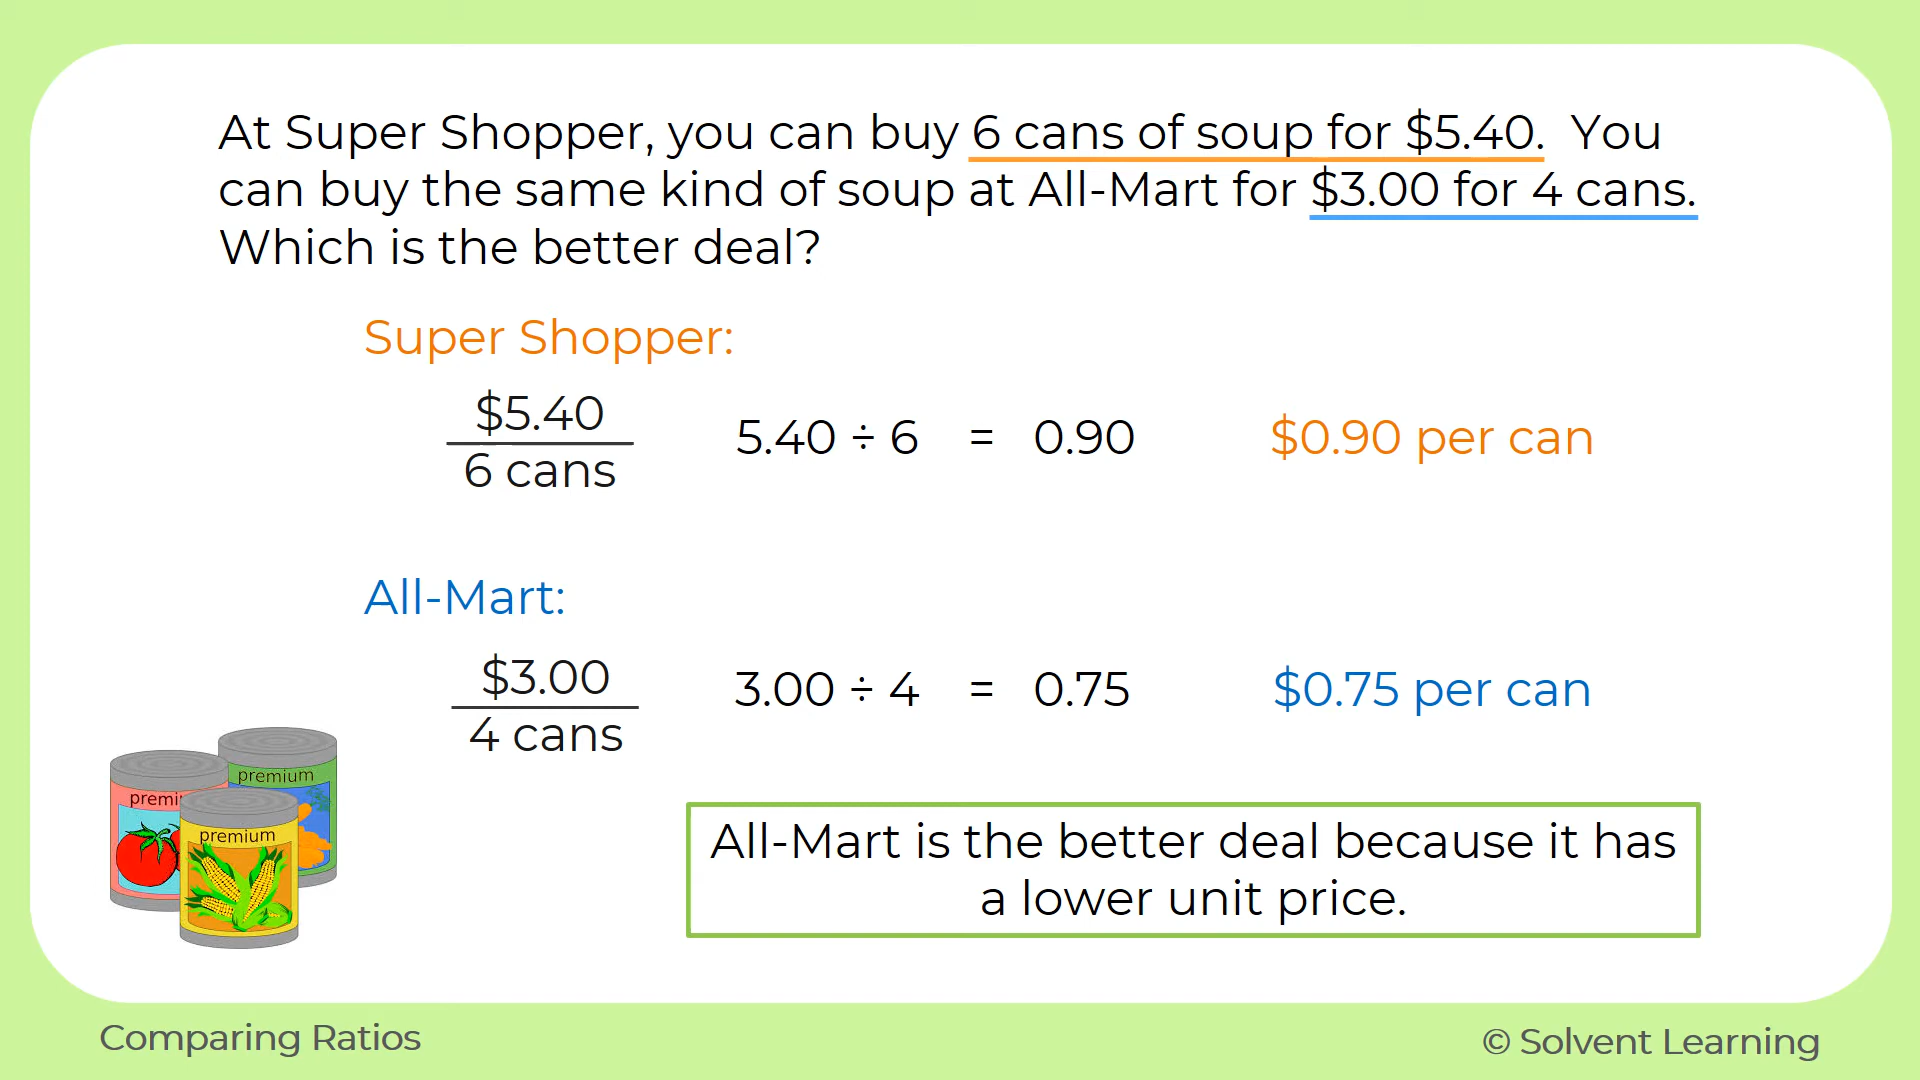 At Super Shopper, you can buy 6 cans of soup for $5.40. You
can buy the same kind of soup at All-Mart for $3.00 for 4 cans.
Which is the better deal?
Super Shopper:
$5.40
6 cans
5.40 ÷ 6 = 0.90
$0.90 per can
All-Mart:
$3.00
4 cans
3.00 ÷ 4 = 0.75
$0.75 per can
premium
premi
premium
All-Mart is the better deal because it has
a lower unit price.
Comparing Ratios
© Solvent Learning